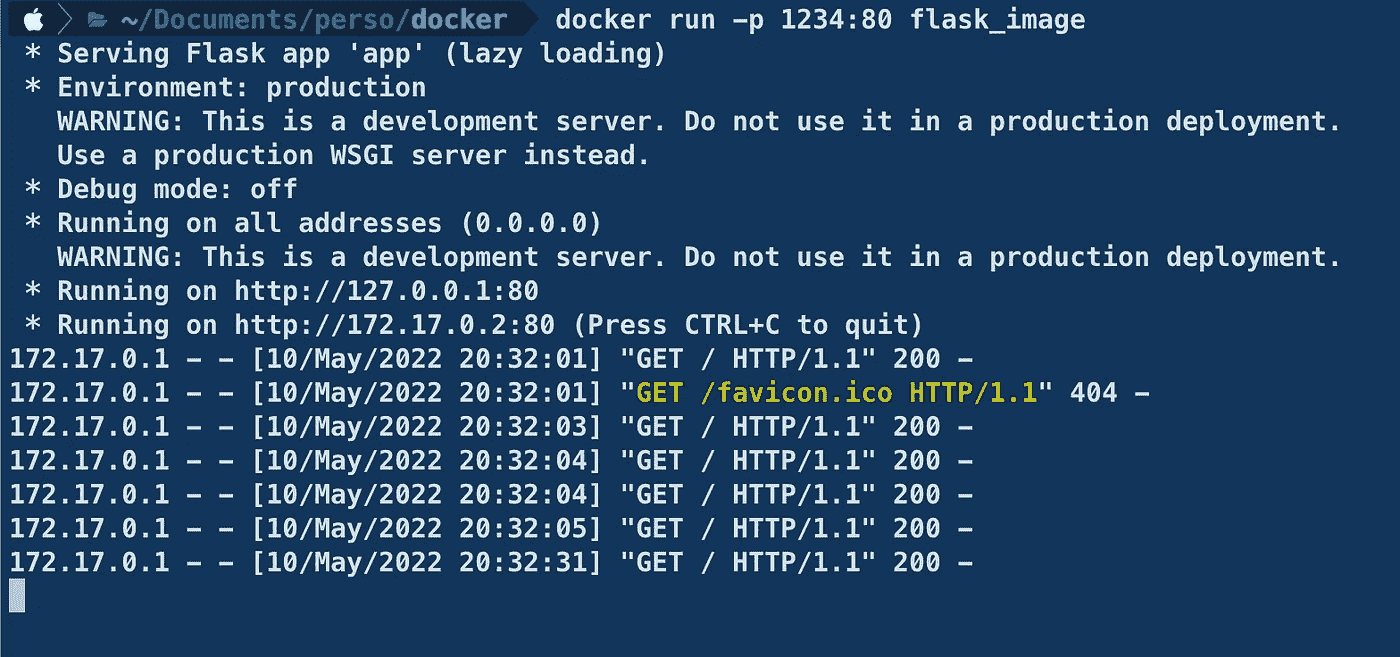 ~/Documents/perso/docker docker run -p 1234:80 flask_image
* Serving Flask app 'app' (lazy loading)
* Environment: production
WARNING: This is a development server. Do not use it in a production deployment.
Use a production WSGI server instead.
* Debug mode: off
* Running on all addresses (0.0.0.0)
WARNING: This is a development server. Do not use it in a production deployment.
* Running on http://127.0.0.1:80
* Running on http://172.17.0.2:80 (Press CTRL+C to quit)
172.17.0.1 - - [10/May/2022 20:32:01] "GET / HTTP/1.1" 200 -
172.17.0.1 - - [10/May/2022 20:32:01] "GET /favicon.ico HTTP/1.1" 404 -
172.17.0.1 - - [10/May/2022 20:32:03] "GET / HTTP/1.1" 200 -
172.17.0.1 - - [10/May/2022 20:32:04] "GET / HTTP/1.1" 200 -
172.17.0.1 - - [10/May/2022 20:32:04] "GET / HTTP/1.1" 200 -
172.17.0.1 - - [10/May/2022 20:32:05] "GET / HTTP/1.1" 200 -
172.17.0.1 - - [10/May/2022 20:32:31] "GET / HTTP/1.1" 200 -